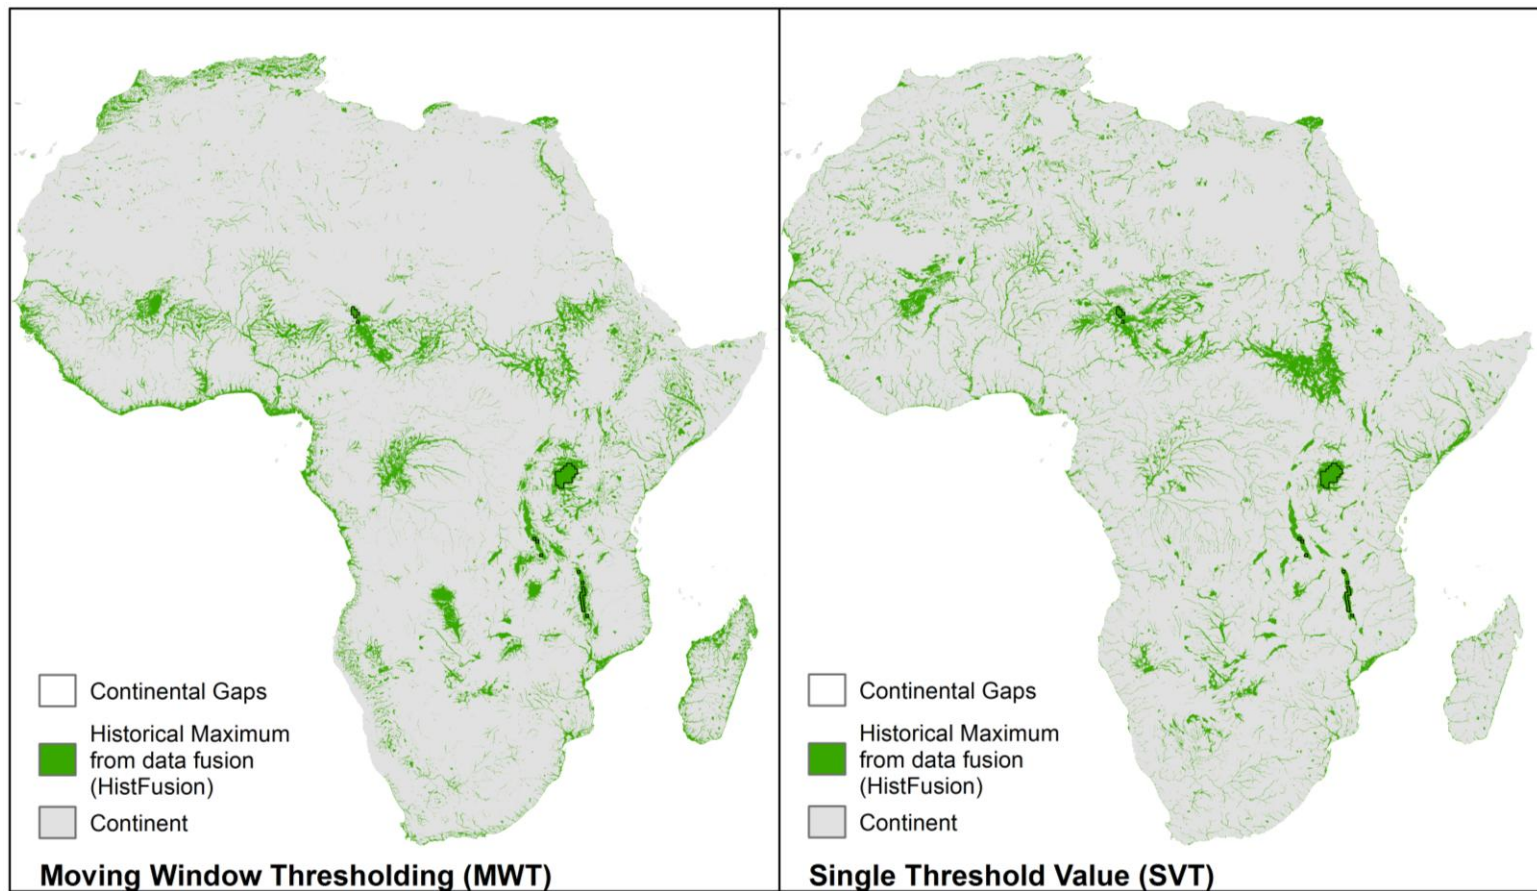 Continental Gaps
Historical Maximum
from data fusion
(HistFusion)
Continent
Moving Window Thresholding (MWT)
Continental Gaps
Historical Maximum
from data fusion
(HistFusion)
Continent
Single Threshold Value (SVT)